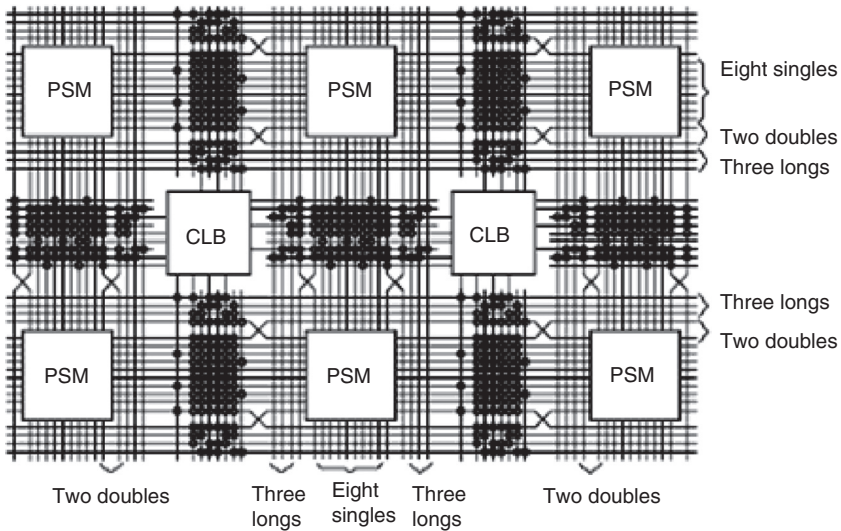 PSM
PSM
PSM
Eight singles
Two doubles
Three longs
CLB
CLB
Three longs
Two doubles
PSM
PSM
PSM
Two doubles
Three
longs
Eight
singles
Three
longs
Two doubles